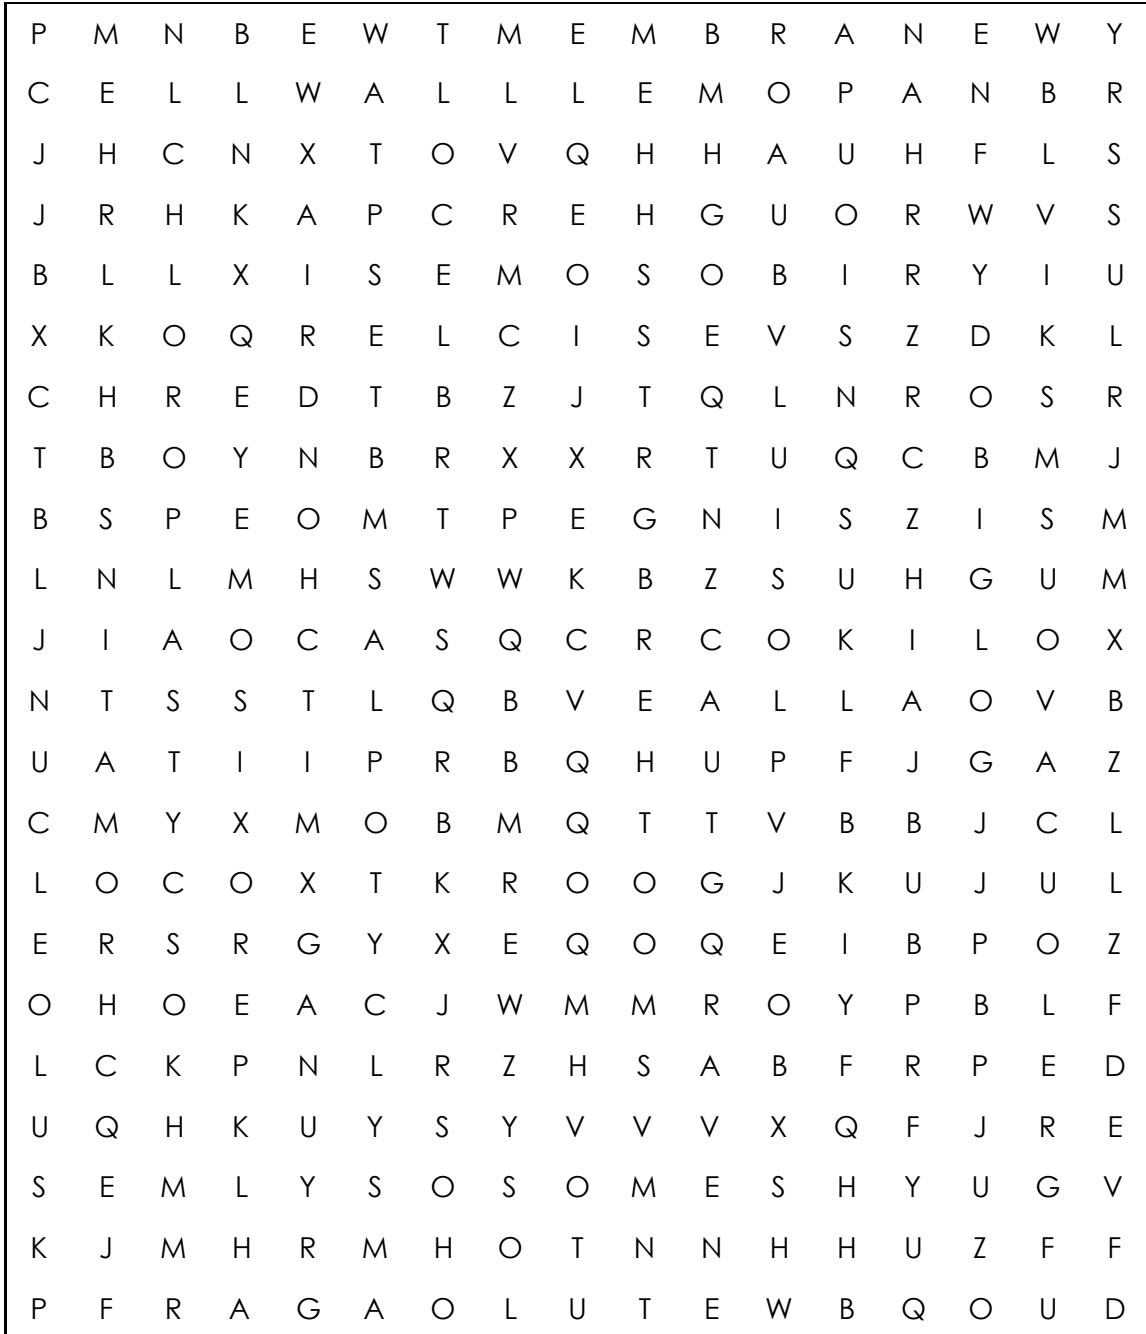 P M N B E W T M E M B R A N E W Y
C E L L W A L L L E M O P A N B R
J H C N X T O V Q H H A U H F L S
J R H K A P C R E H G U O R W V S
B L L X I S E M O S O B I R Y I U
X K O Q R E L C I S E V S Z D K L
C H R E D T B Z J T Q L N R O S R
T B O Y N B R X X R T U Q C B M J
B S P E O M T P E G N I S Z I S M
L N L M H S W W K B Z S U H G U M
J I A O C A S Q C R C O K I L O X
N T S S T L Q B V E A L L A O V B
U A T I I P R B Q H U P F J G A Z
C M Y X M O B M Q T T V B B J C L
L O C O X T K R O O G J K U J U L
E R S R G Y X E Q O Q E I B P O Z
O H O E A C J W M M R O Y P B L F
L C K P N L R Z H S A B F R P E D
U Q H K U Y S Y V V V X Q F J R E
S E M L Y S O S O M E S H Y U G V
K J M H R M H O T N N H H U Z F F
P F R A G A O L U T E W B Q O U D